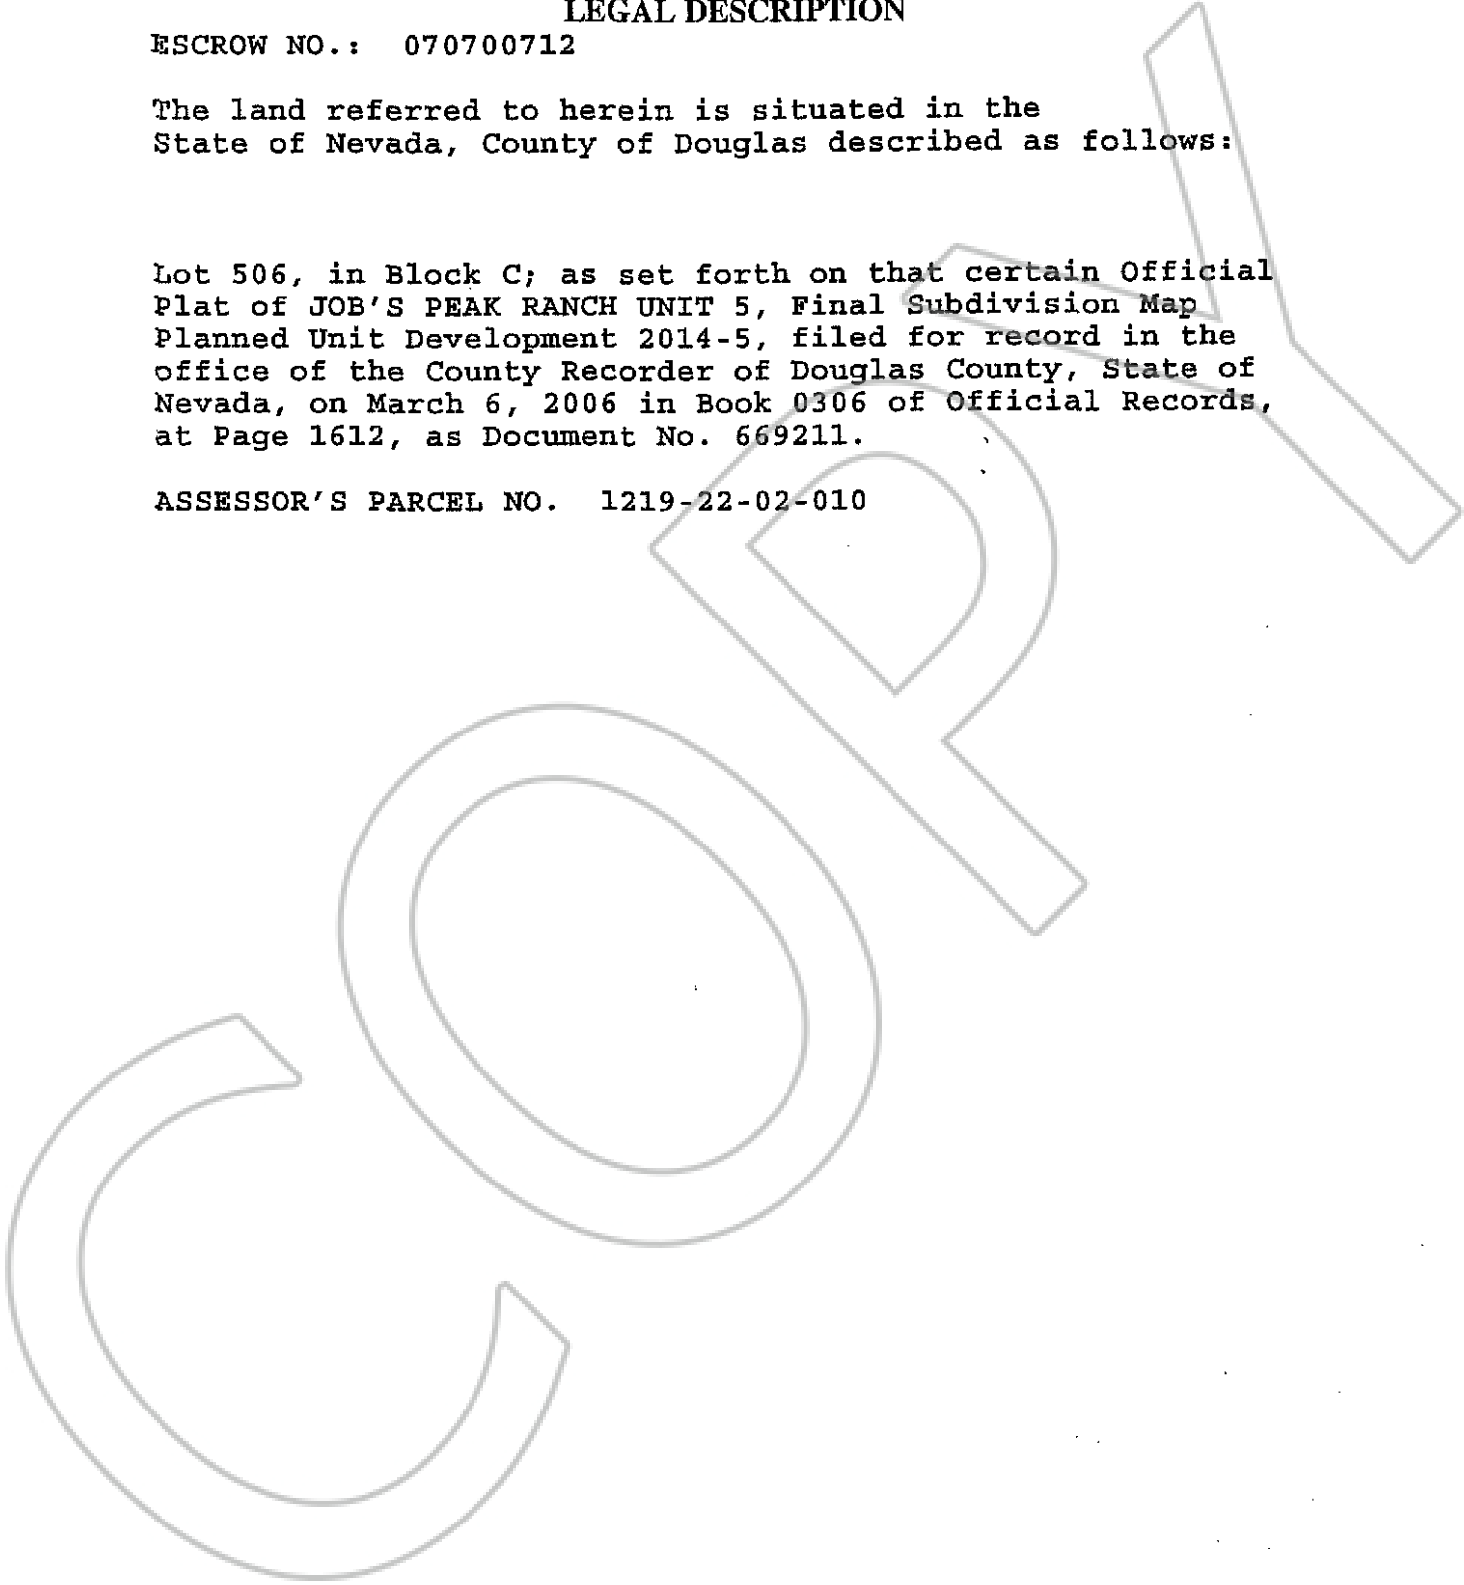 LEGAL DESCRIPTION
ESCROW NO.: 070700712
The land referred to herein is situated in the
State of Nevada, County of Douglas described as follows:
Lot 506, in Block C; as set forth on that certain Official
Plat of JOB'S PEAK RANCH UNIT 5, Final Subdivision Map
Planned Unit Development 2014-5, filed for record in the
office of the County Recorder of Douglas County, State of
Nevada, on March 6, 2006 in Book 0306 of Official Records,
at Page 1612, as Document No. 669211.
ASSESSOR'S PARCEL NO. 1219-22-02-010
COPY